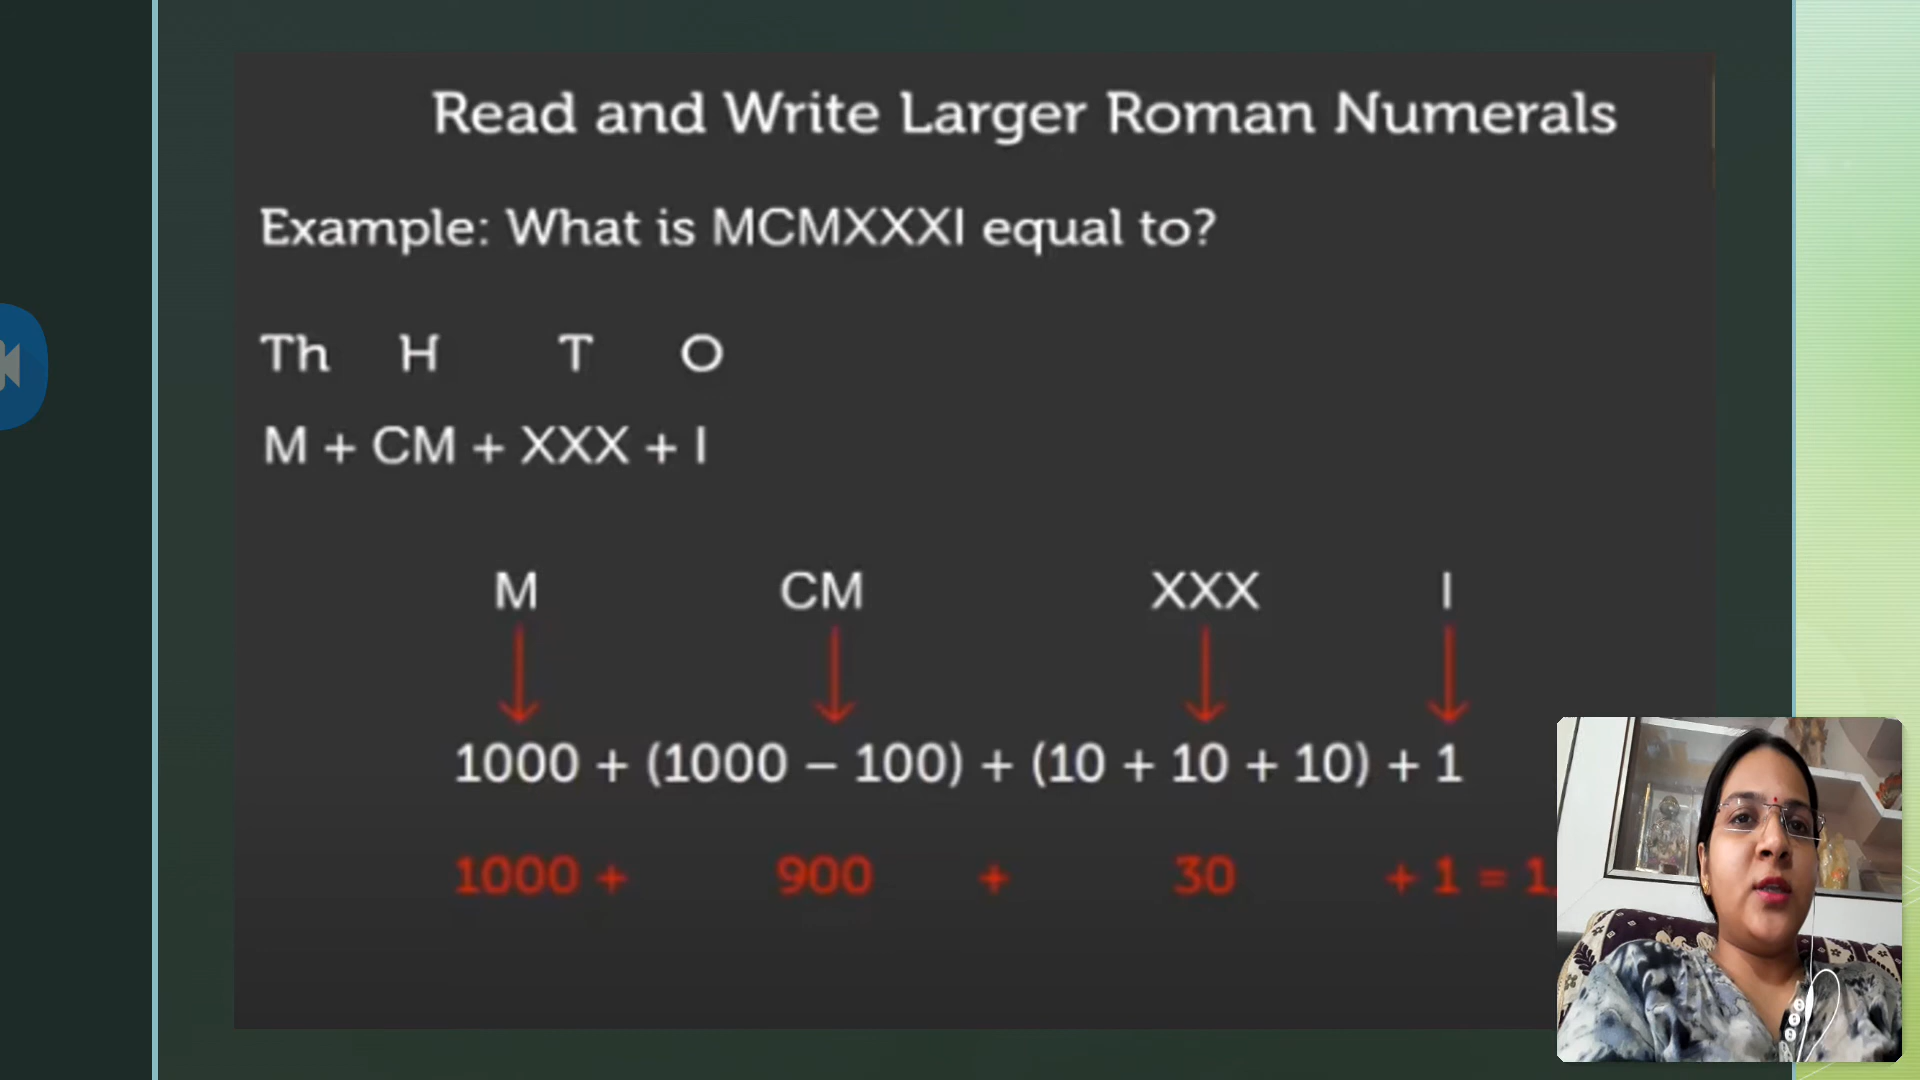 Read and Write Larger Roman Numerals
Example: What is MCMXXXI equal to?
Th H T O
M + CM + XXX + I
M CM XXX I
1000 + (1000 – 100) + (10 + 10 + 10) + 1
1000 + 900 + 30 + 1 = 1,